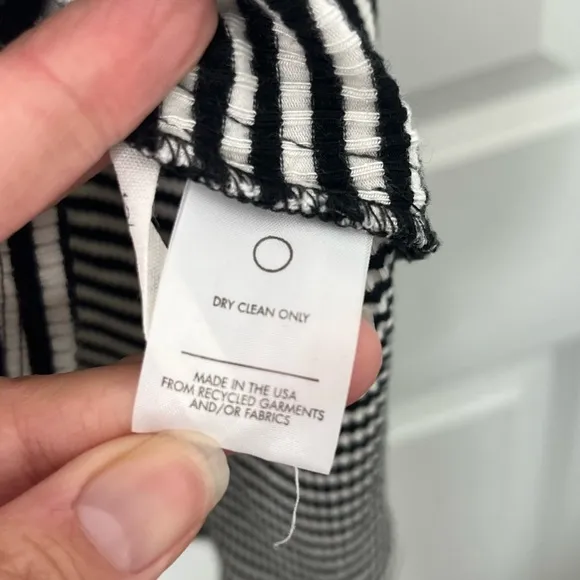 DRY CLEAN ONLY
MADE IN THE USA
FROM RECYCLED GARMENTS
AND/OR FABRICS